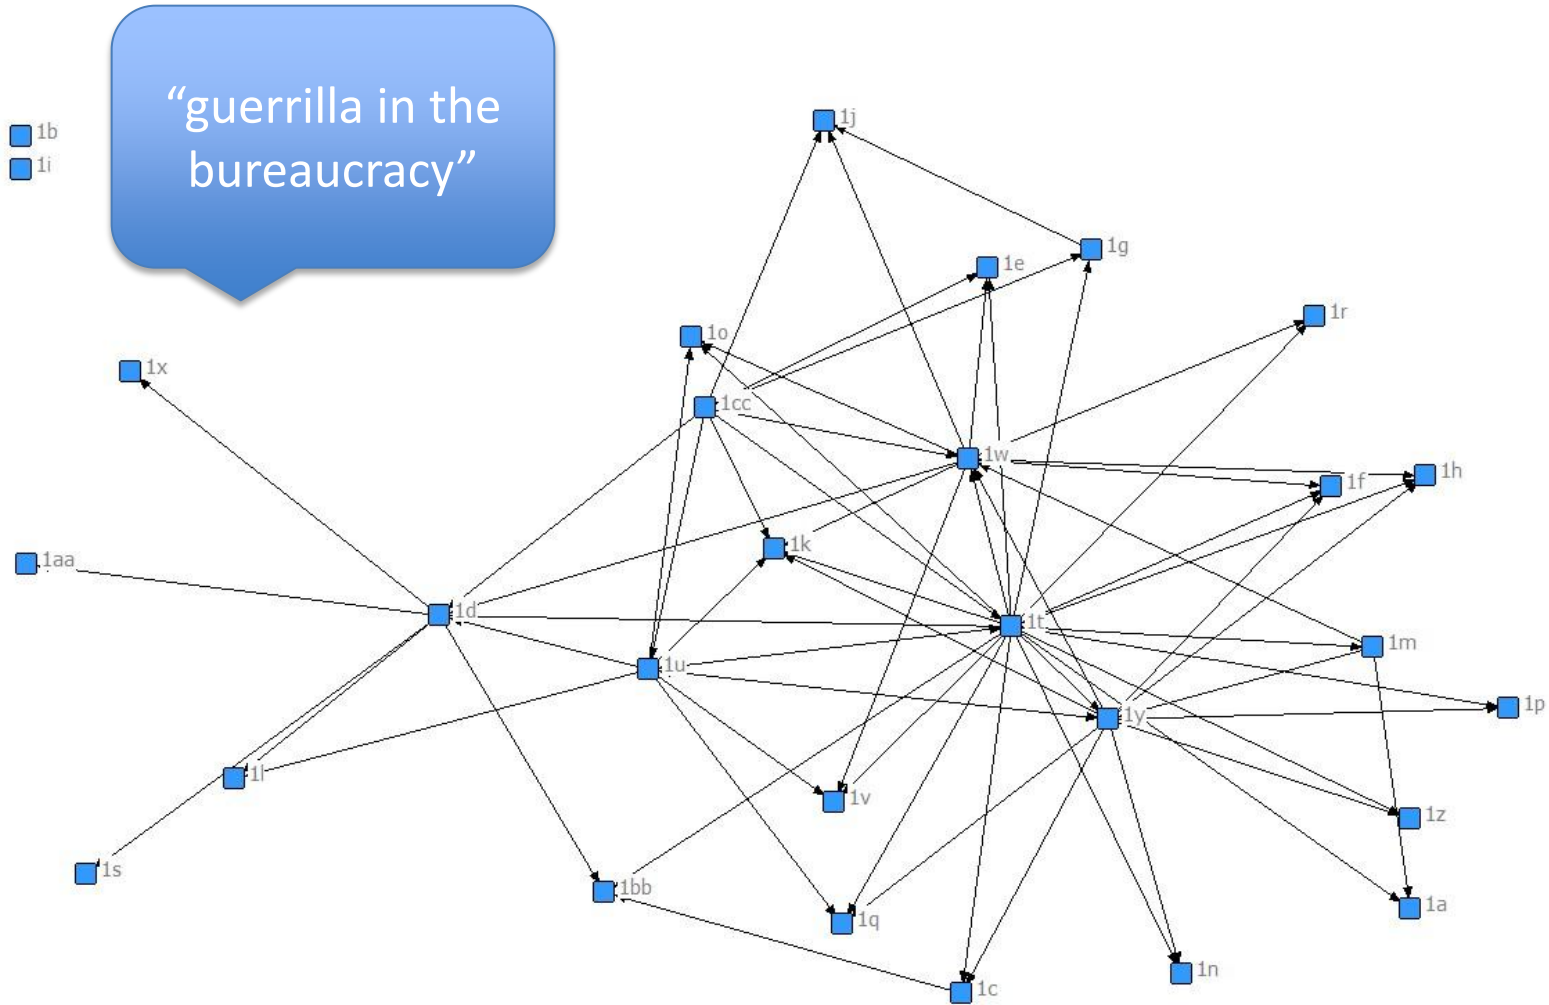 “guerrilla in the
bureaucracy”
1b
1i
1j
1g
1e
1r
1o
1x
1cc
1w
1h
1f
1k
1aa
1d
1t
1m
1u
1p
1y
1l
1v
1z
1s
1bb
1a
1q
1n
1c